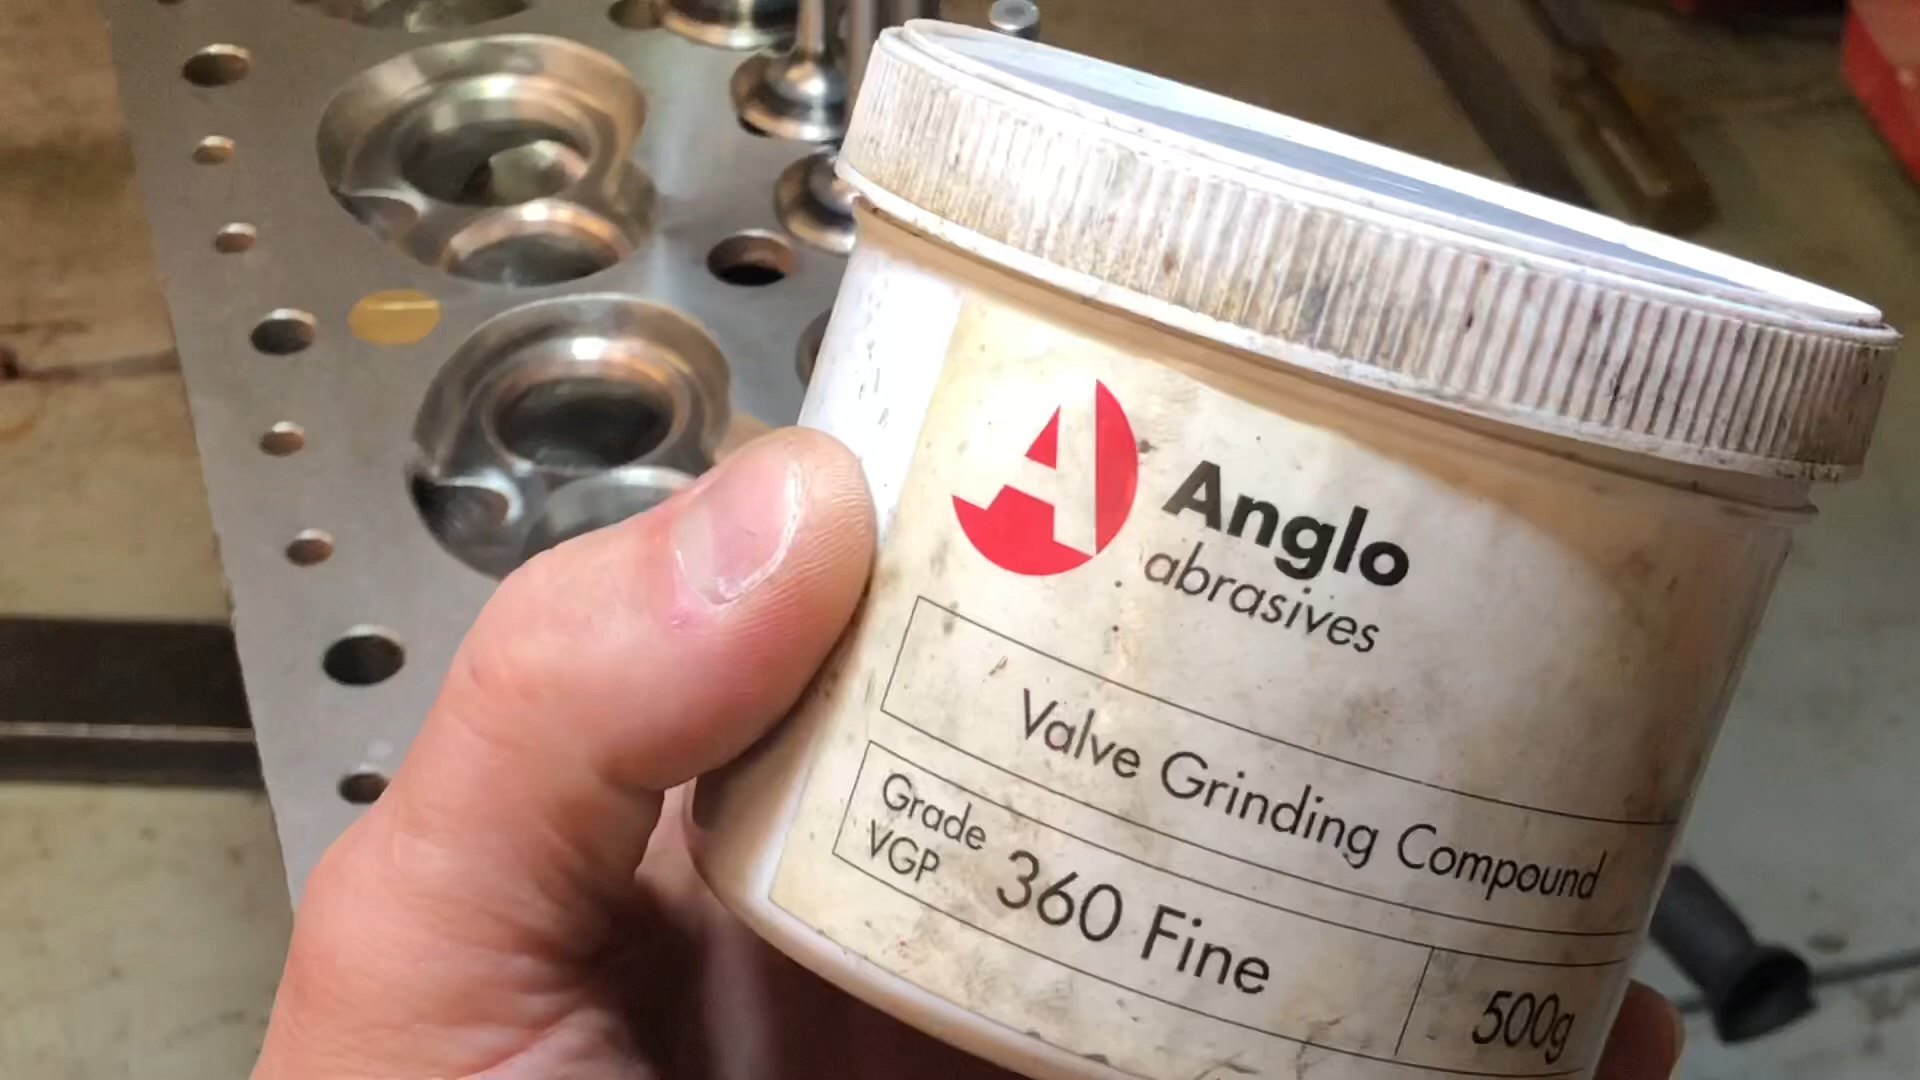 Anglo
abrasives
Valve Grinding Compound
Grade
VGP
360 Fine
500g